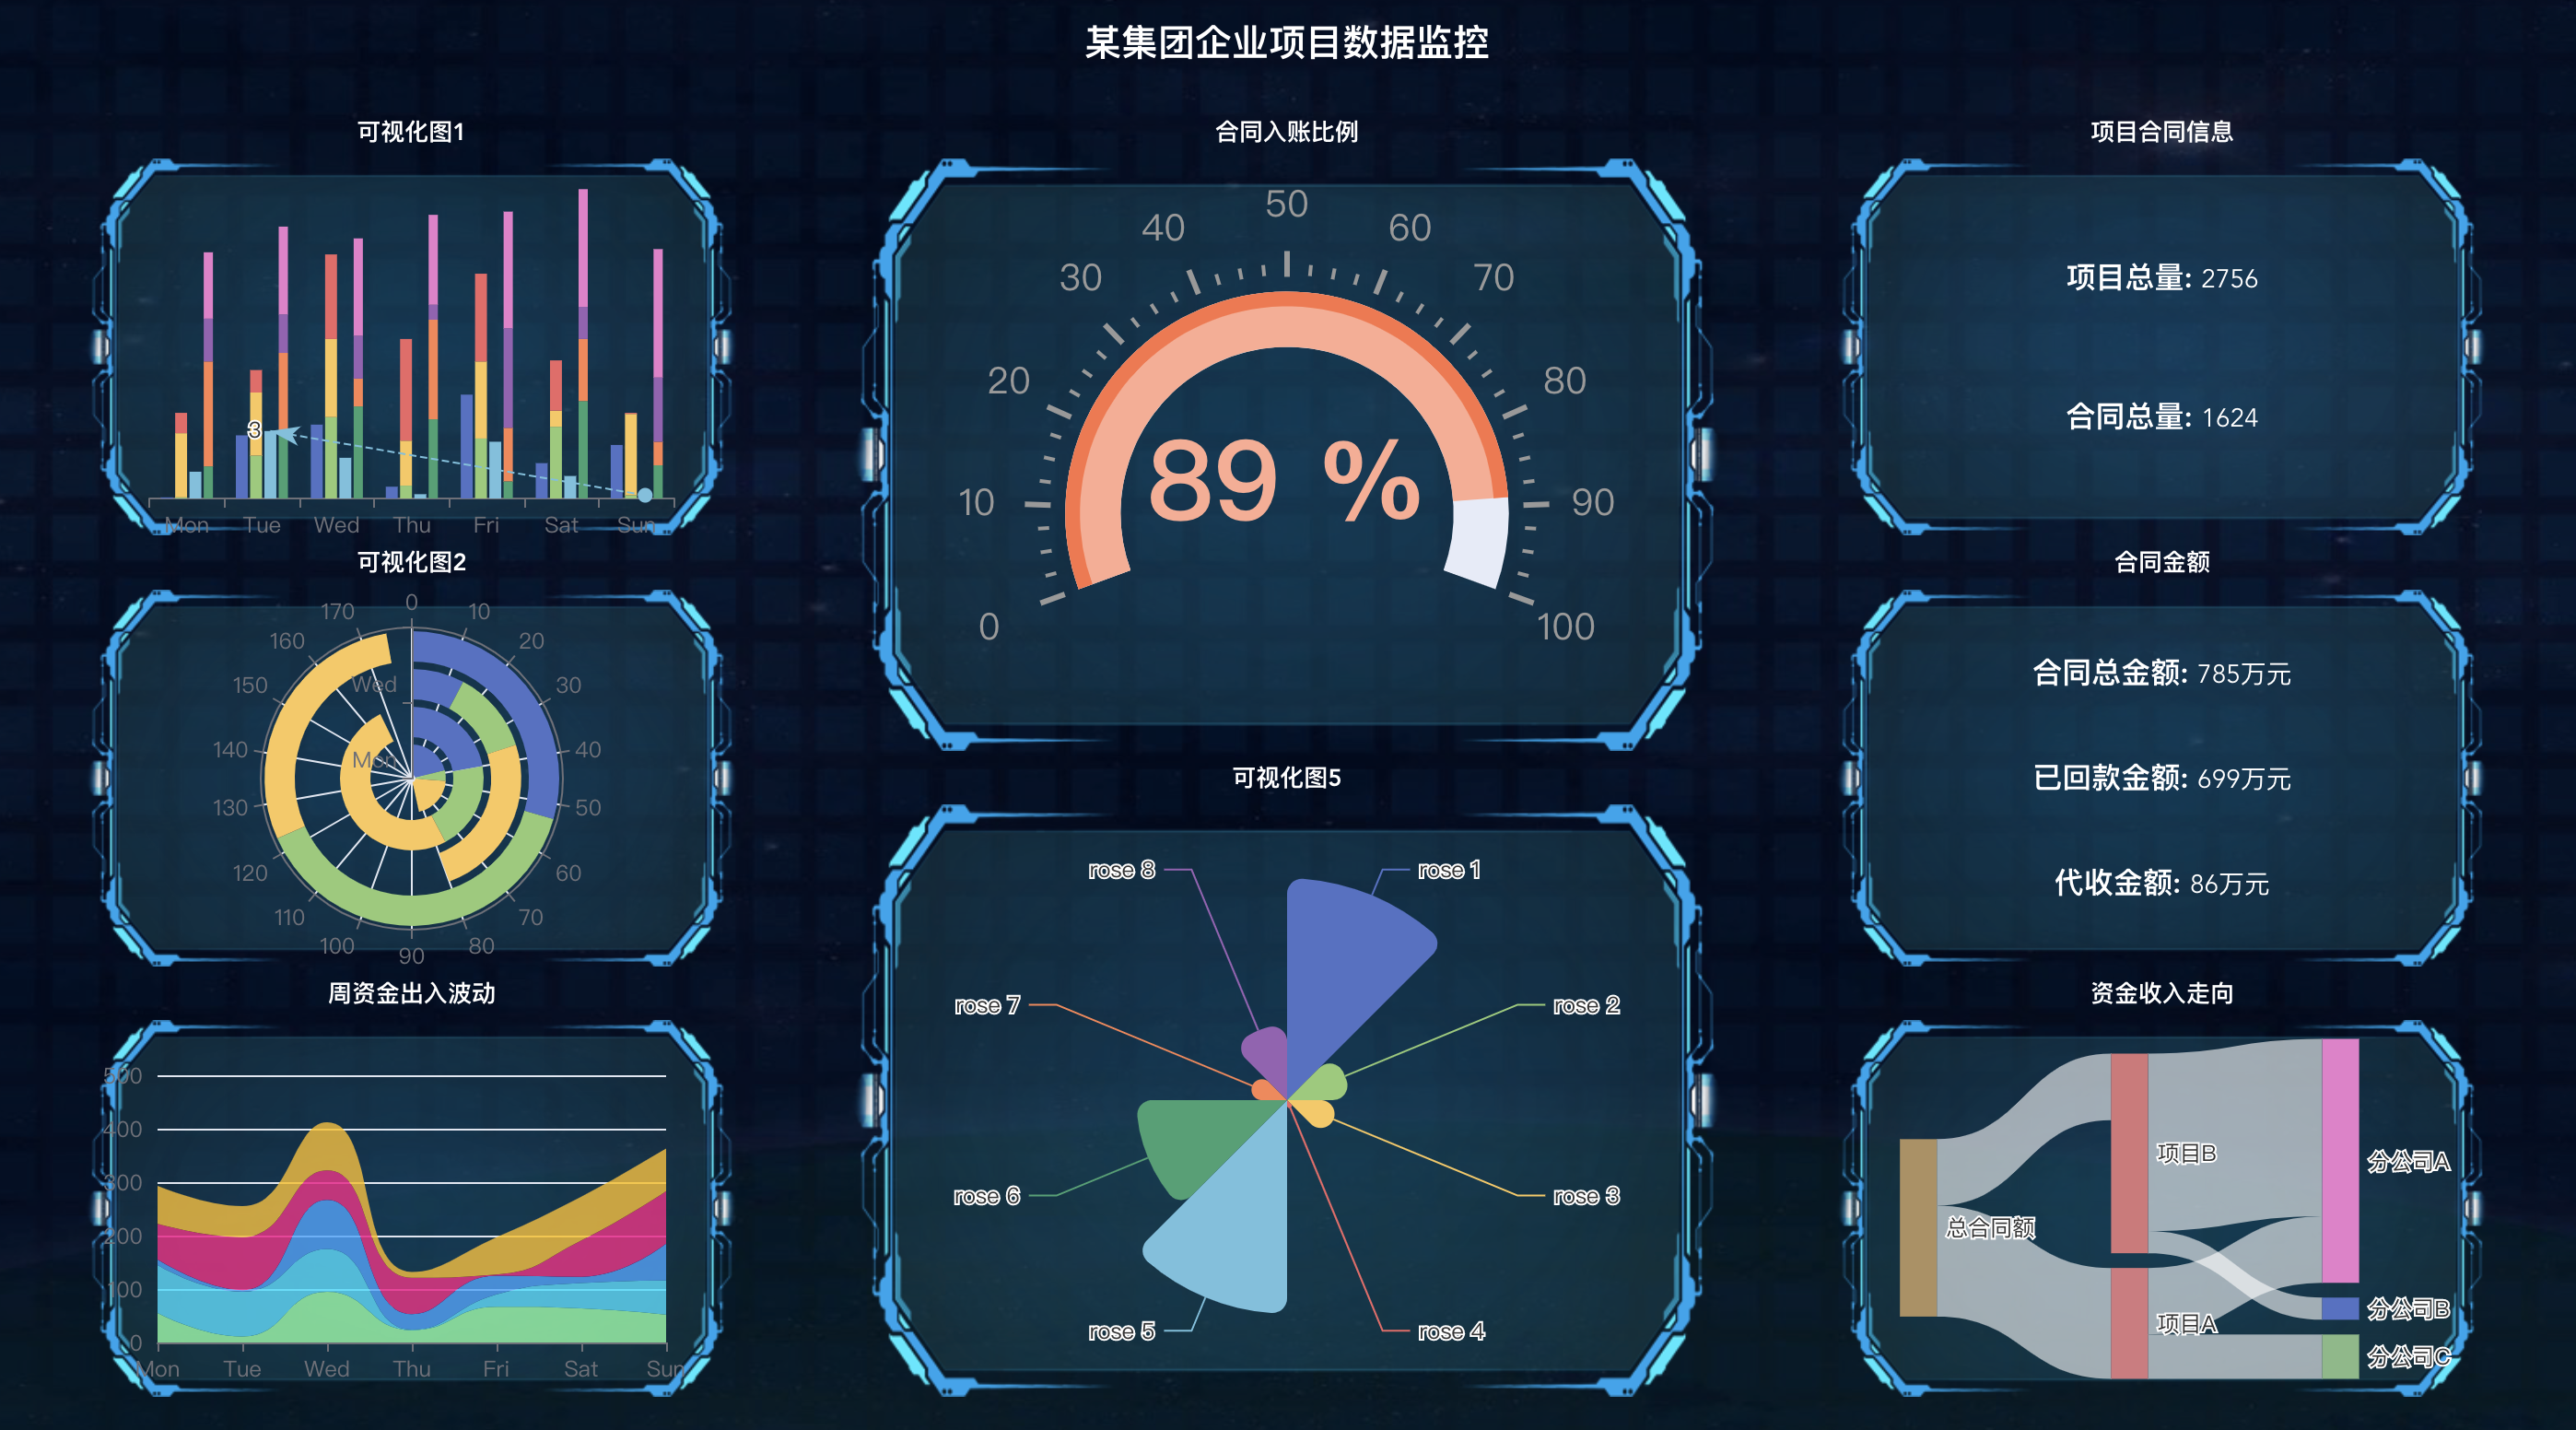 某集团企业项目数据监控
可视化图1
3
Mon Tue Wed Thu Fri Sat Sun
可视化图2
0
10
20
30
40
50
60
70
80
90
100
110
120
130
140
150
160
170
Wed
Mon
周资金出入波动
500
400
300
200
100
0
Mon Tue Wed Thu Fri Sat Sun
合同入账比例
0
10
20
30
40
50
60
70
80
90
100
89 %
可视化图5
rose 1
rose 2
rose 3
rose 4
rose 5
rose 6
rose 7
rose 8
项目合同信息
项目总量: 2756
合同总量: 1624
合同金额
合同总金额: 785万元
已回款金额: 699万元
代收金额: 86万元
资金收入走向
总合同额
项目B
项目A
分公司A
分公司B
分公司C